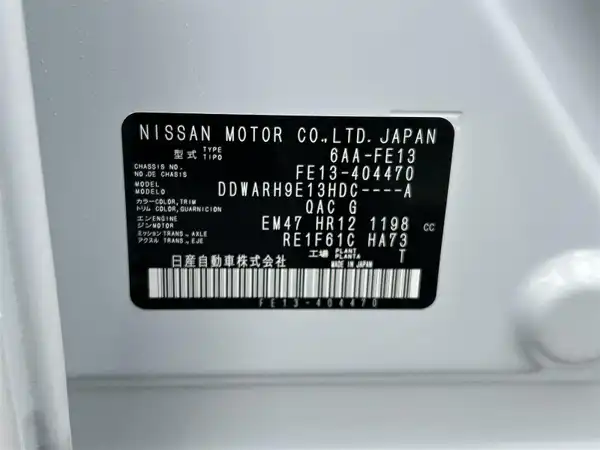 NISSAN MOTOR CO.,LTD. JAPAN
型式 TYPE TIPO 6AA-FE13
CHASSIS NO. NO.DE CHASIS FE13-404470
MODEL MODELO DDWARH9E13HDC----A
カラー COLOR,TRIM トリム COLOR,GUARNICION QAC G
エンジン ENGINE MOTOR EM47 HR12 1198 CC
ミッション TRANS., AXLE アクスル TRANS., EJE RE1F61C HA73
工場 PLANT PLANTA T
日産自動車株式会社 MADE IN JAPAN
FE13-404470